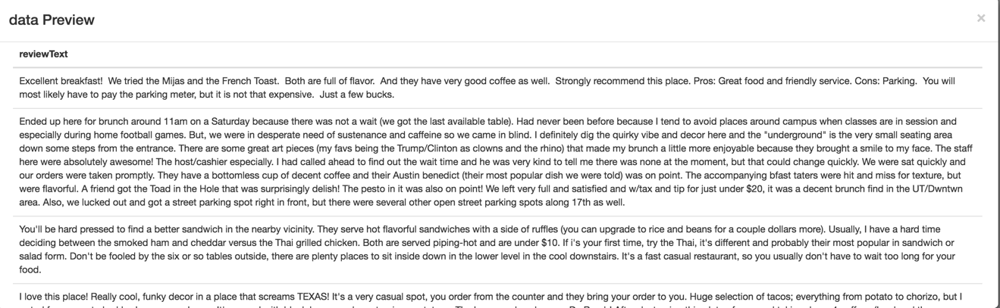 data Preview
×
reviewText
Excellent breakfast!  We tried the Mijas and the French Toast.  Both are full of flavor.  And they have very good coffee as well.  Strongly recommend this place. Pros: Great food and friendly service. Cons: Parking.  You will
most likely have to pay the parking meter, but it is not that expensive.  Just a few bucks.
Ended up here for brunch around 11am on a Saturday because there was not a wait (we got the last available table). Had never been before because I tend to avoid places around campus when classes are in session and
especially during home football games. But, we were in desperate need of sustenance and caffeine so we came in blind. I definitely dig the quirky vibe and decor here and the "underground" is the very small seating area
down some steps from the entrance. There are some great art pieces (my favs being the Trump/Clinton as clowns and the rhino) that made my brunch a little more enjoyable because they brought a smile to my face. The staff
here were absolutely awesome! The host/cashier especially. I had called ahead to find out the wait time and he was very kind to tell me there was none at the moment, but that could change quickly. We were sat quickly and
our orders were taken promptly. They have a bottomless cup of decent coffee and their Austin benedict (their most popular dish we were told) was on point. The accompanying bfast taters were hit and miss for texture, but
were flavorful. A friend got the Toad in the Hole that was surprisingly delish! The pesto in it was also on point! We left very full and satisfied and w/tax and tip for just under $20, it was a decent brunch find in the UT/Dwntwn
area. Also, we lucked out and got a street parking spot right in front, but there were several other open street parking spots along 17th as well.
You'll be hard pressed to find a better sandwich in the nearby vicinity. They serve hot flavorful sandwiches with a side of ruffles (you can upgrade to rice and beans for a couple dollars more). Usually, I have a hard time
deciding between the smoked ham and cheddar versus the Thai grilled chicken. Both are served piping-hot and are under $10. If i's your first time, try the Thai, it's different and probably their most popular in sandwich or
salad form. Don't be fooled by the six or so tables outside, there are plenty places to sit inside down in the lower level in the cool downstairs. It's a fast casual restaurant, so you usually don't have to wait too long for your
food.
I love this place! Really cool, funky decor in a place that screams TEXAS! It's a very casual spot, you order from the counter and they bring your order to you. Huge selection of tacos; everything from potato to chorizo, but I